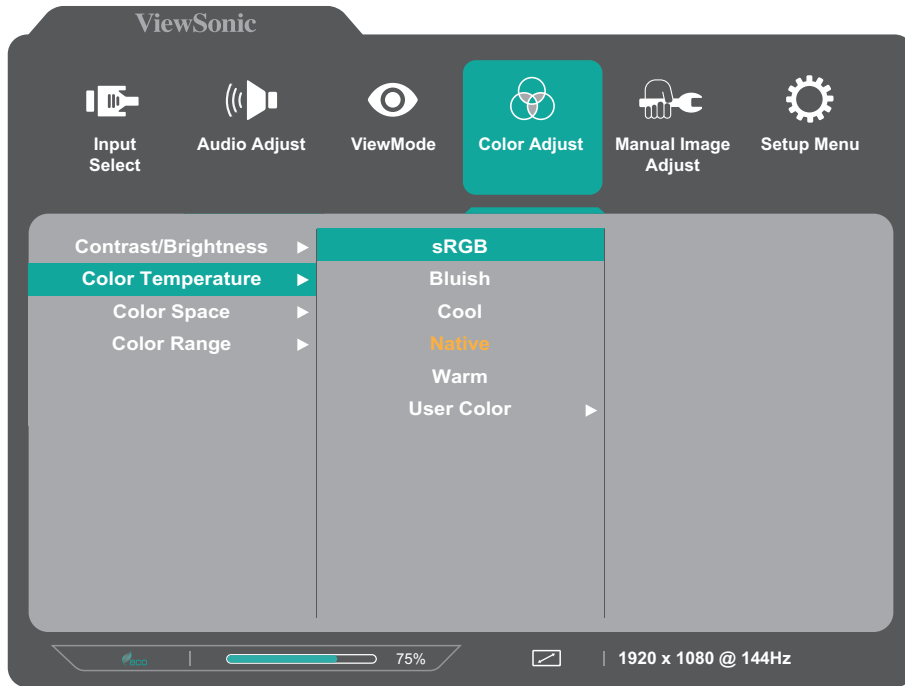 ViewSonic
Input Select
Audio Adjust
ViewMode
Color Adjust
Manual Image Adjust
Setup Menu
Contrast/Brightness
Color Temperature
Color Space
Color Range
sRGB
Bluish
Cool
Native
Warm
User Color
eco
75%
1920 x 1080 @ 144Hz